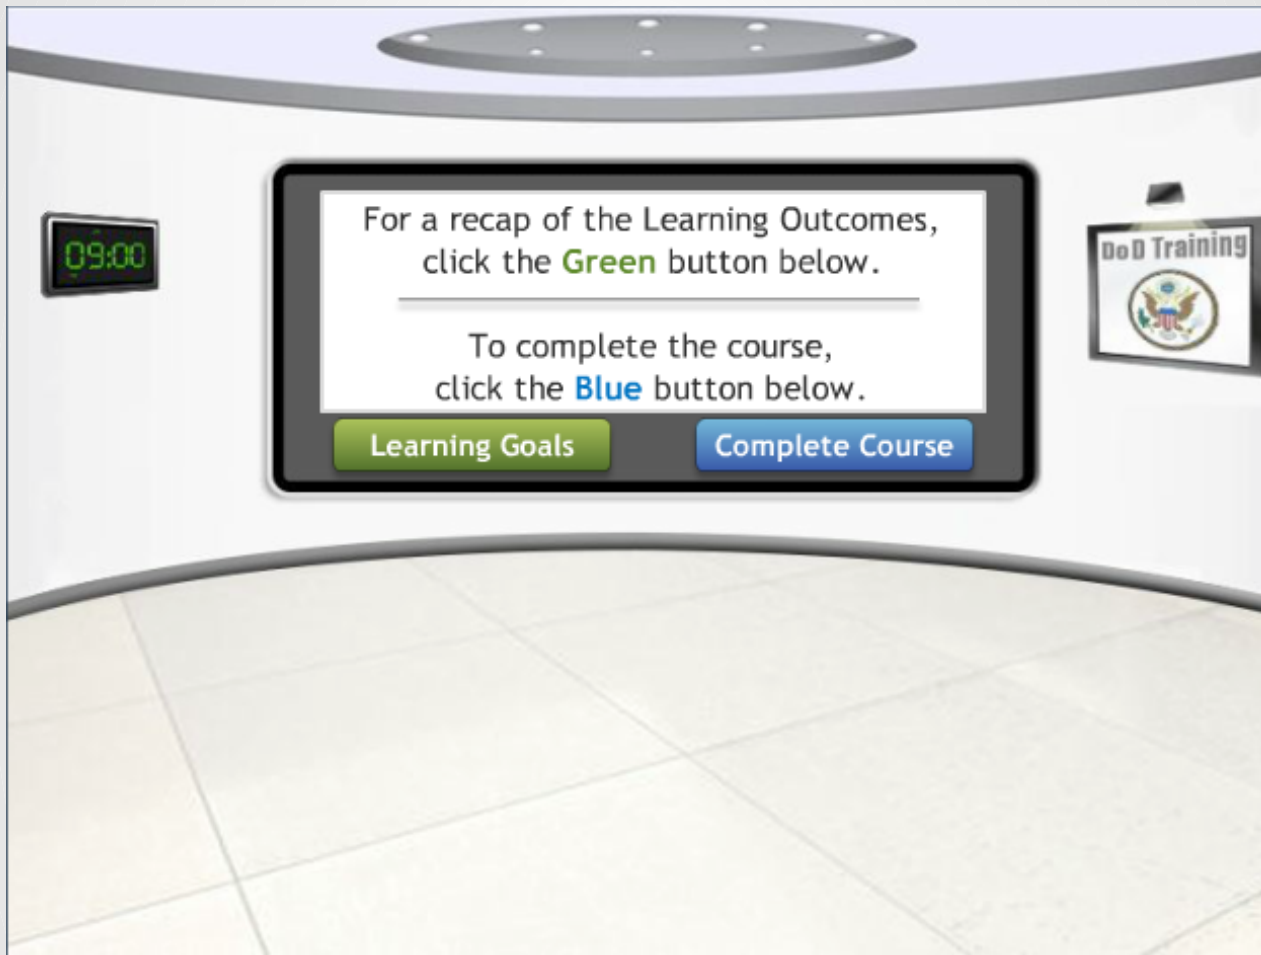 09:00
For a recap of the Learning Outcomes,
click the Green button below.
To complete the course,
click the Blue button below.
Learning Goals
Complete Course
DoD Training